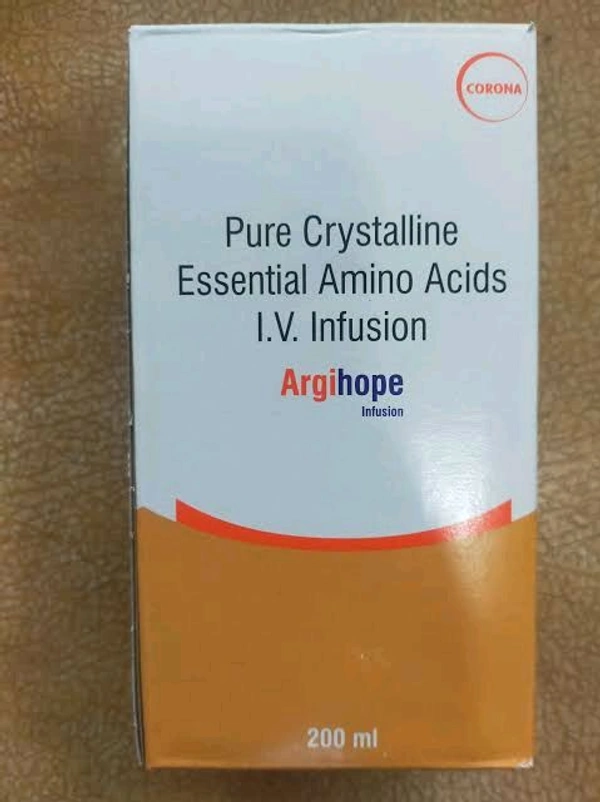 CORONA
Pure Crystalline
Essential Amino Acids
I.V. Infusion
Argihope
Infusion
200 ml